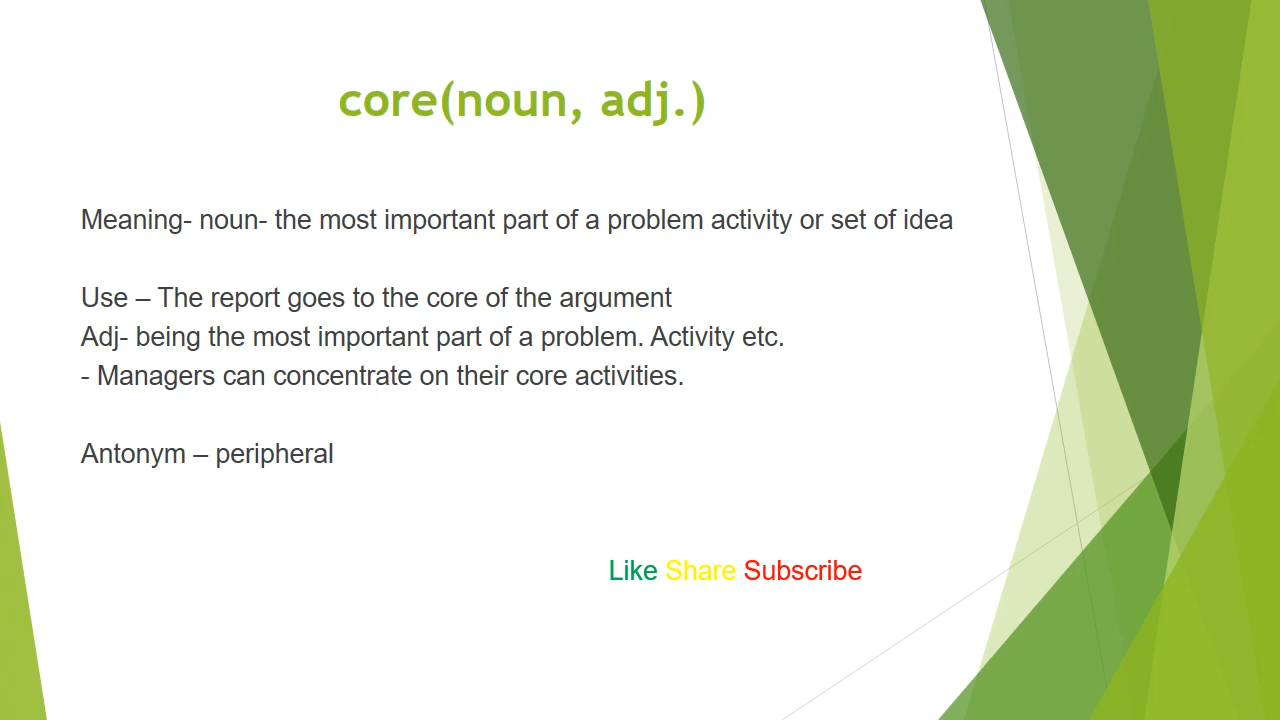 core(noun, adj.)
Meaning- noun- the most important part of a problem activity or set of idea
Use – The report goes to the core of the argument
Adj- being the most important part of a problem. Activity etc.
- Managers can concentrate on their core activities.
Antonym – peripheral
Like Share Subscribe